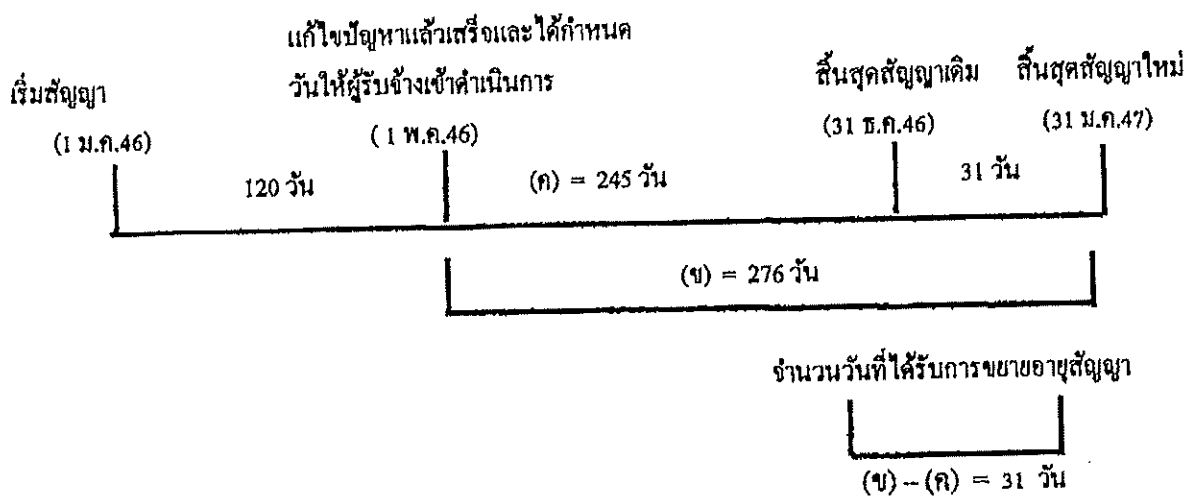 แก้ไขปัญหาแล้วเสร็จและได้กำหนด
วันให้ผู้รับจ้างเข้าดำเนินการ
เริ่มสัญญา
สิ้นสุดสัญญาเดิม
สิ้นสุดสัญญาใหม่
(1 ม.ค.46)
(1 พ.ค.46)
(31 ธ.ค.46)
(31 ม.ค.47)
120 วัน
(ค) = 245 วัน
31 วัน
(ข) = 276 วัน
จำนวนวันที่ได้รับการขยายอายุสัญญา
(ข) – (ค) = 31 วัน